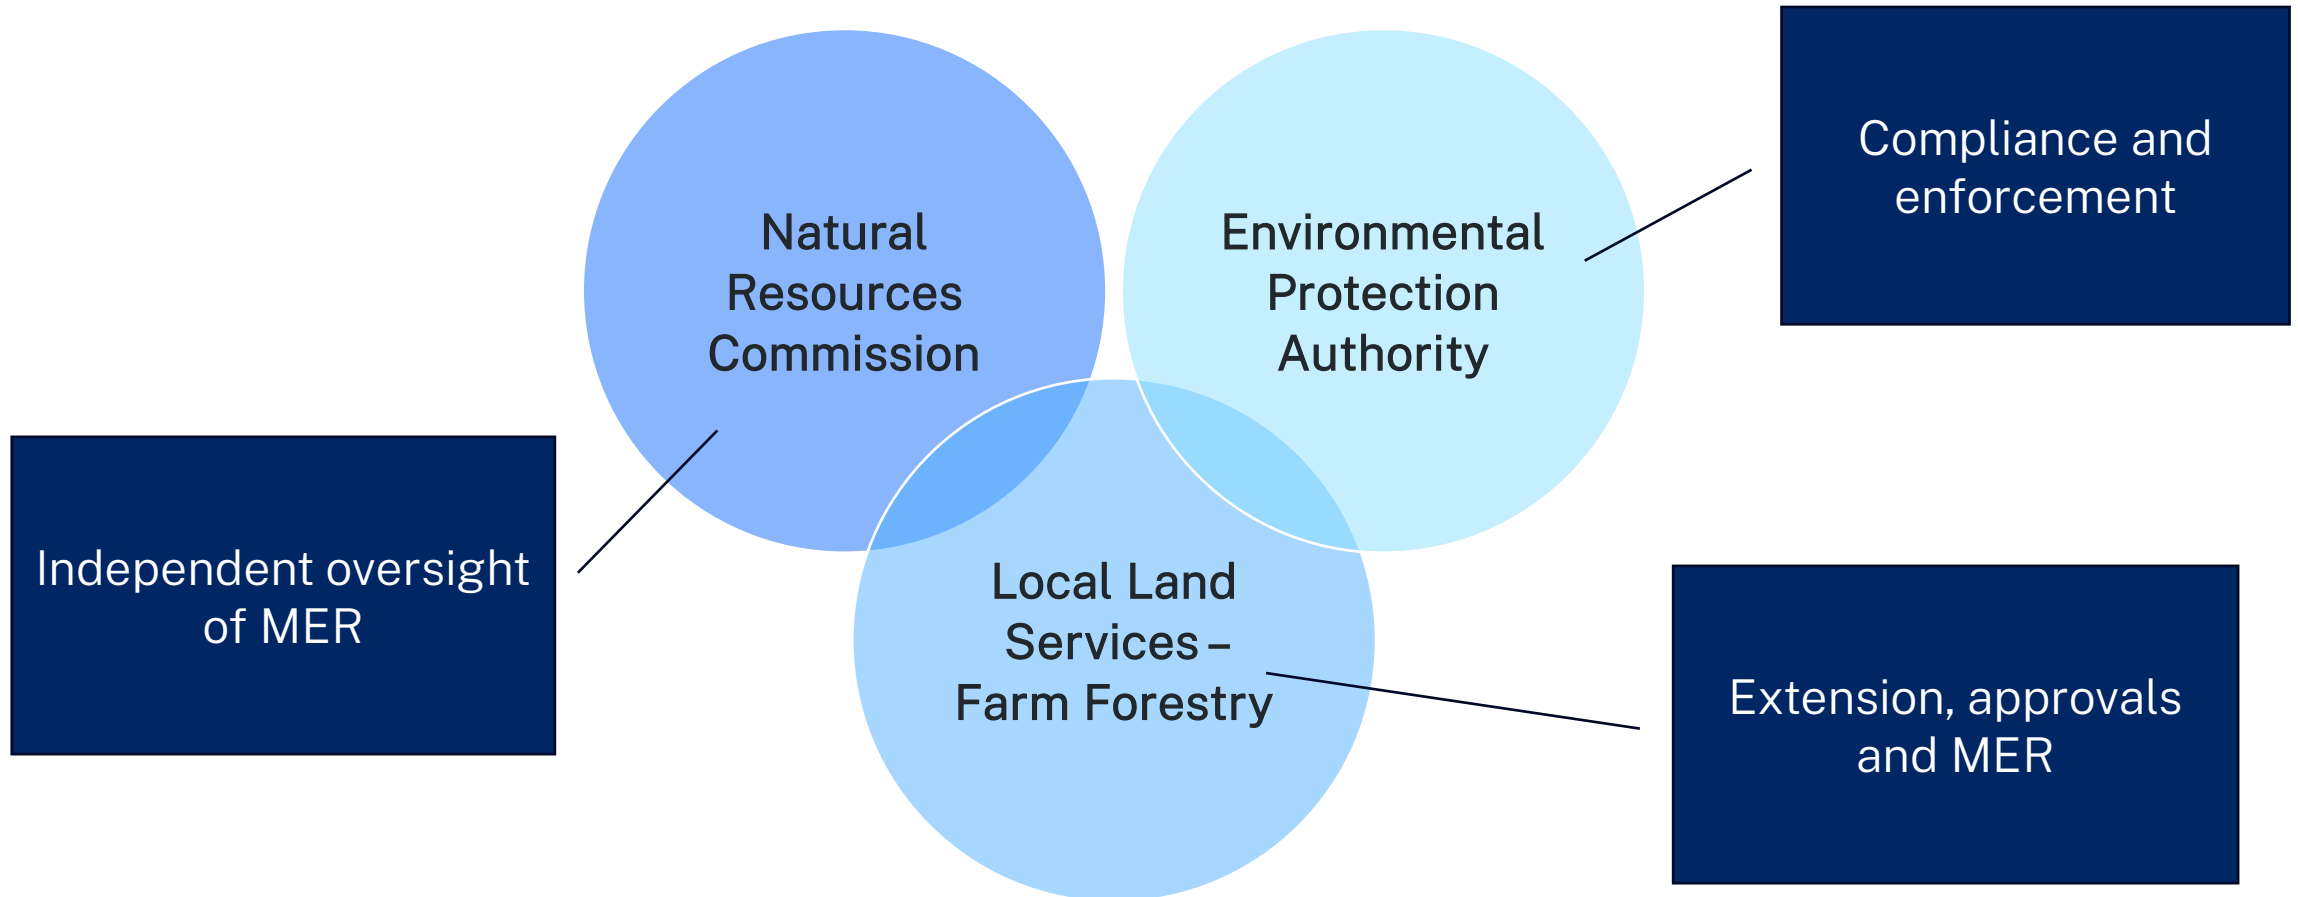 Natural
Resources
Commission
Environmental
Protection
Authority
Compliance and
enforcement
Independent oversight
of MER
Local Land
Services –
Farm Forestry
Extension, approvals
and MER